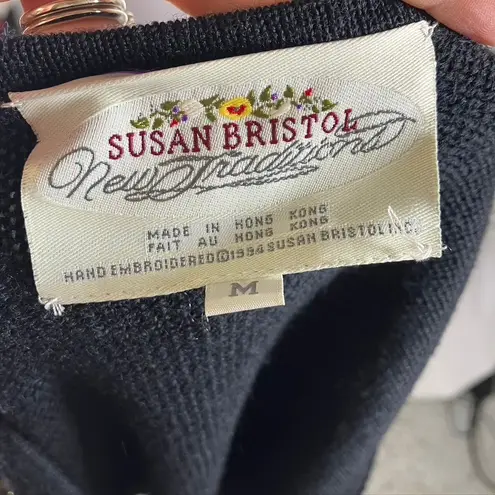 SUSAN BRISTOL
New Traditions
MADE IN HONG KONG
FAIT AU HONG KONG
HAND EMBROIDERED©1994 SUSAN BRISTOL INC.
M